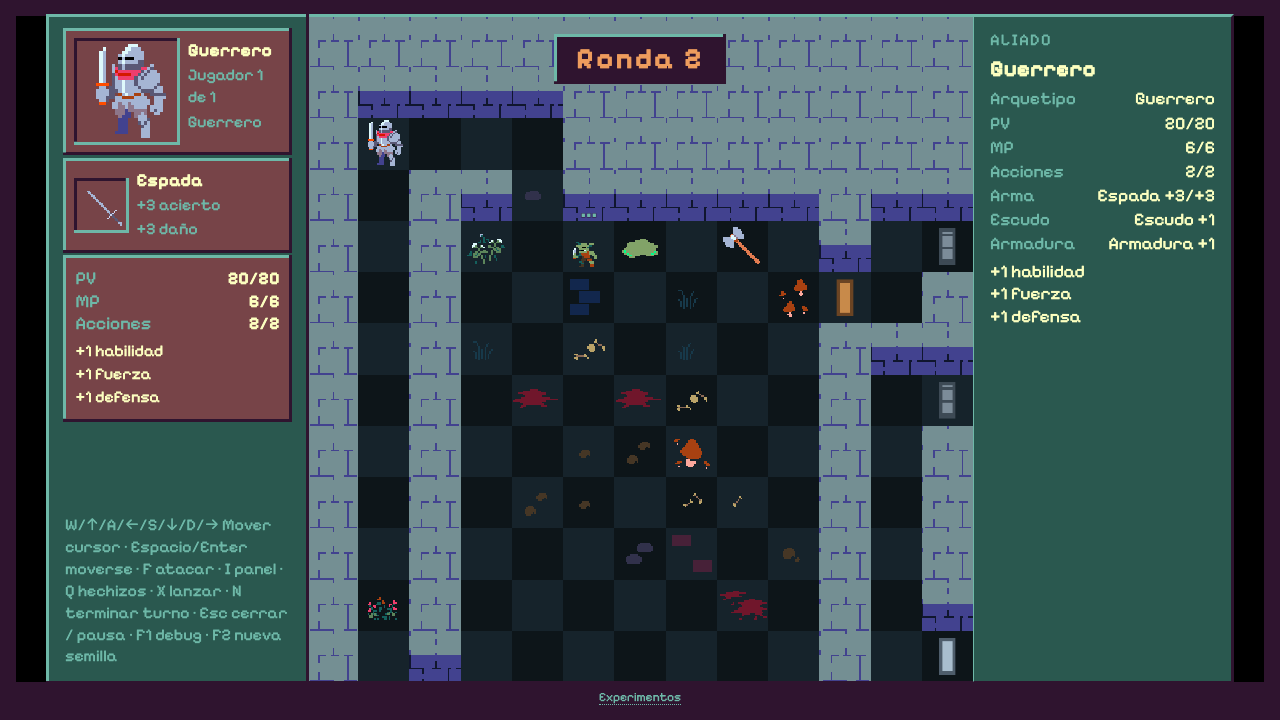 Guerrero
Jugador 1
de 1
Guerrero
Espada
+3 acierto
+3 daño
PV 20/20
MP 6/6
Acciones 2/2
+1 habilidad
+1 fuerza
+1 defensa
W/↑/A/←/S/↓/D/→ Mover
cursor · Espacio/Enter
moverse · F atacar · I panel ·
Q hechizos · X lanzar · N
terminar turno · Esc cerrar
/ pausa · F1 debug · F2 nueva
semilla
Ronda 2
ALIADO
Guerrero
Arquetipo Guerrero
PV 20/20
MP 6/6
Acciones 2/2
Arma Espada +3/+3
Escudo Escudo +1
Armadura Armadura +1
+1 habilidad
+1 fuerza
+1 defensa
Experimentos